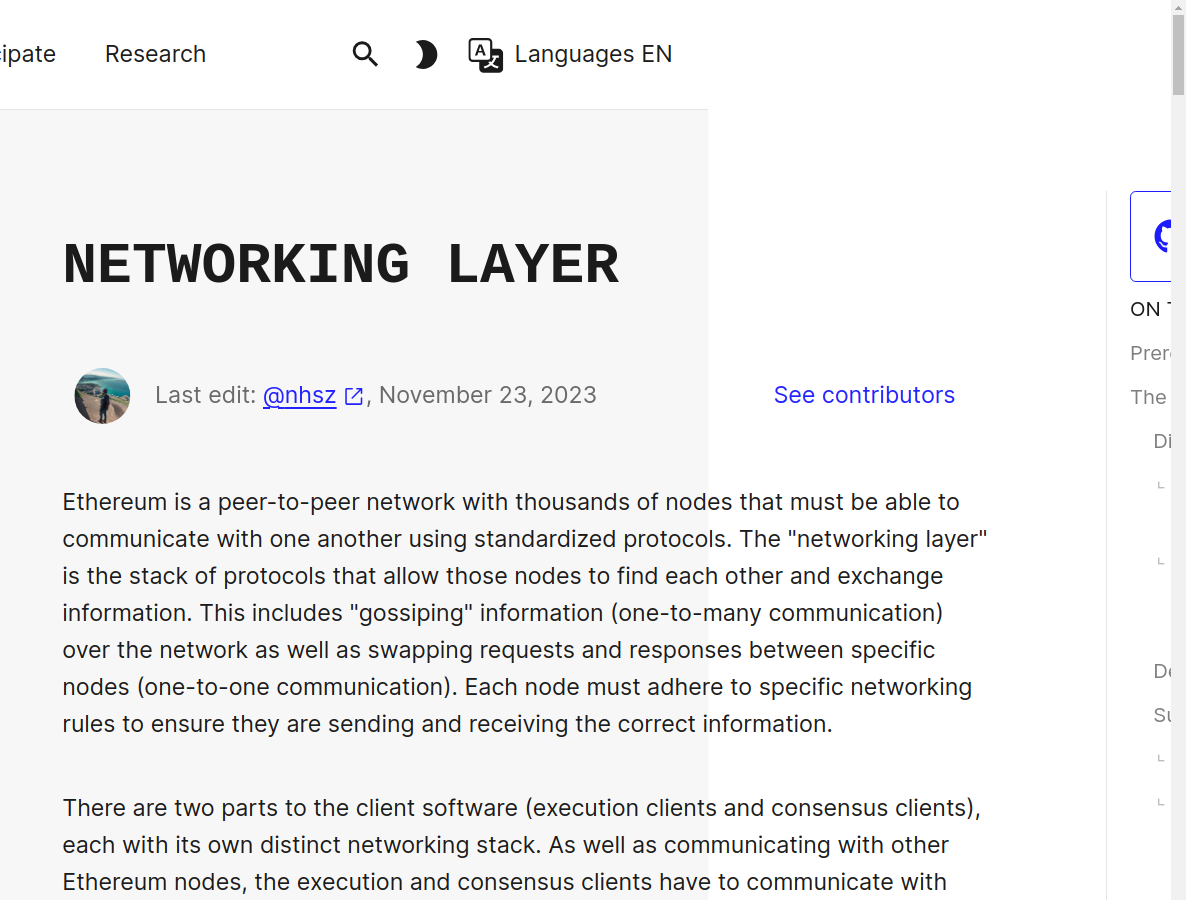 cipate Research Languages EN
NETWORKING LAYER
ON
Last edit: @nhsz, November 23, 2023 See contributors
The
Ethereum is a peer-to-peer network with thousands of nodes that must be able to
communicate with one another using standardized protocols. The "networking layer"
is the stack of protocols that allow those nodes to find each other and exchange
information. This includes "gossiping" information (one-to-many communication)
over the network as well as swapping requests and responses between specific
nodes (one-to-one communication). Each node must adhere to specific networking
rules to ensure they are sending and receiving the correct information.
There are two parts to the client software (execution clients and consensus clients),
each with its own distinct networking stack. As well as communicating with other
Ethereum nodes, the execution and consensus clients have to communicate with